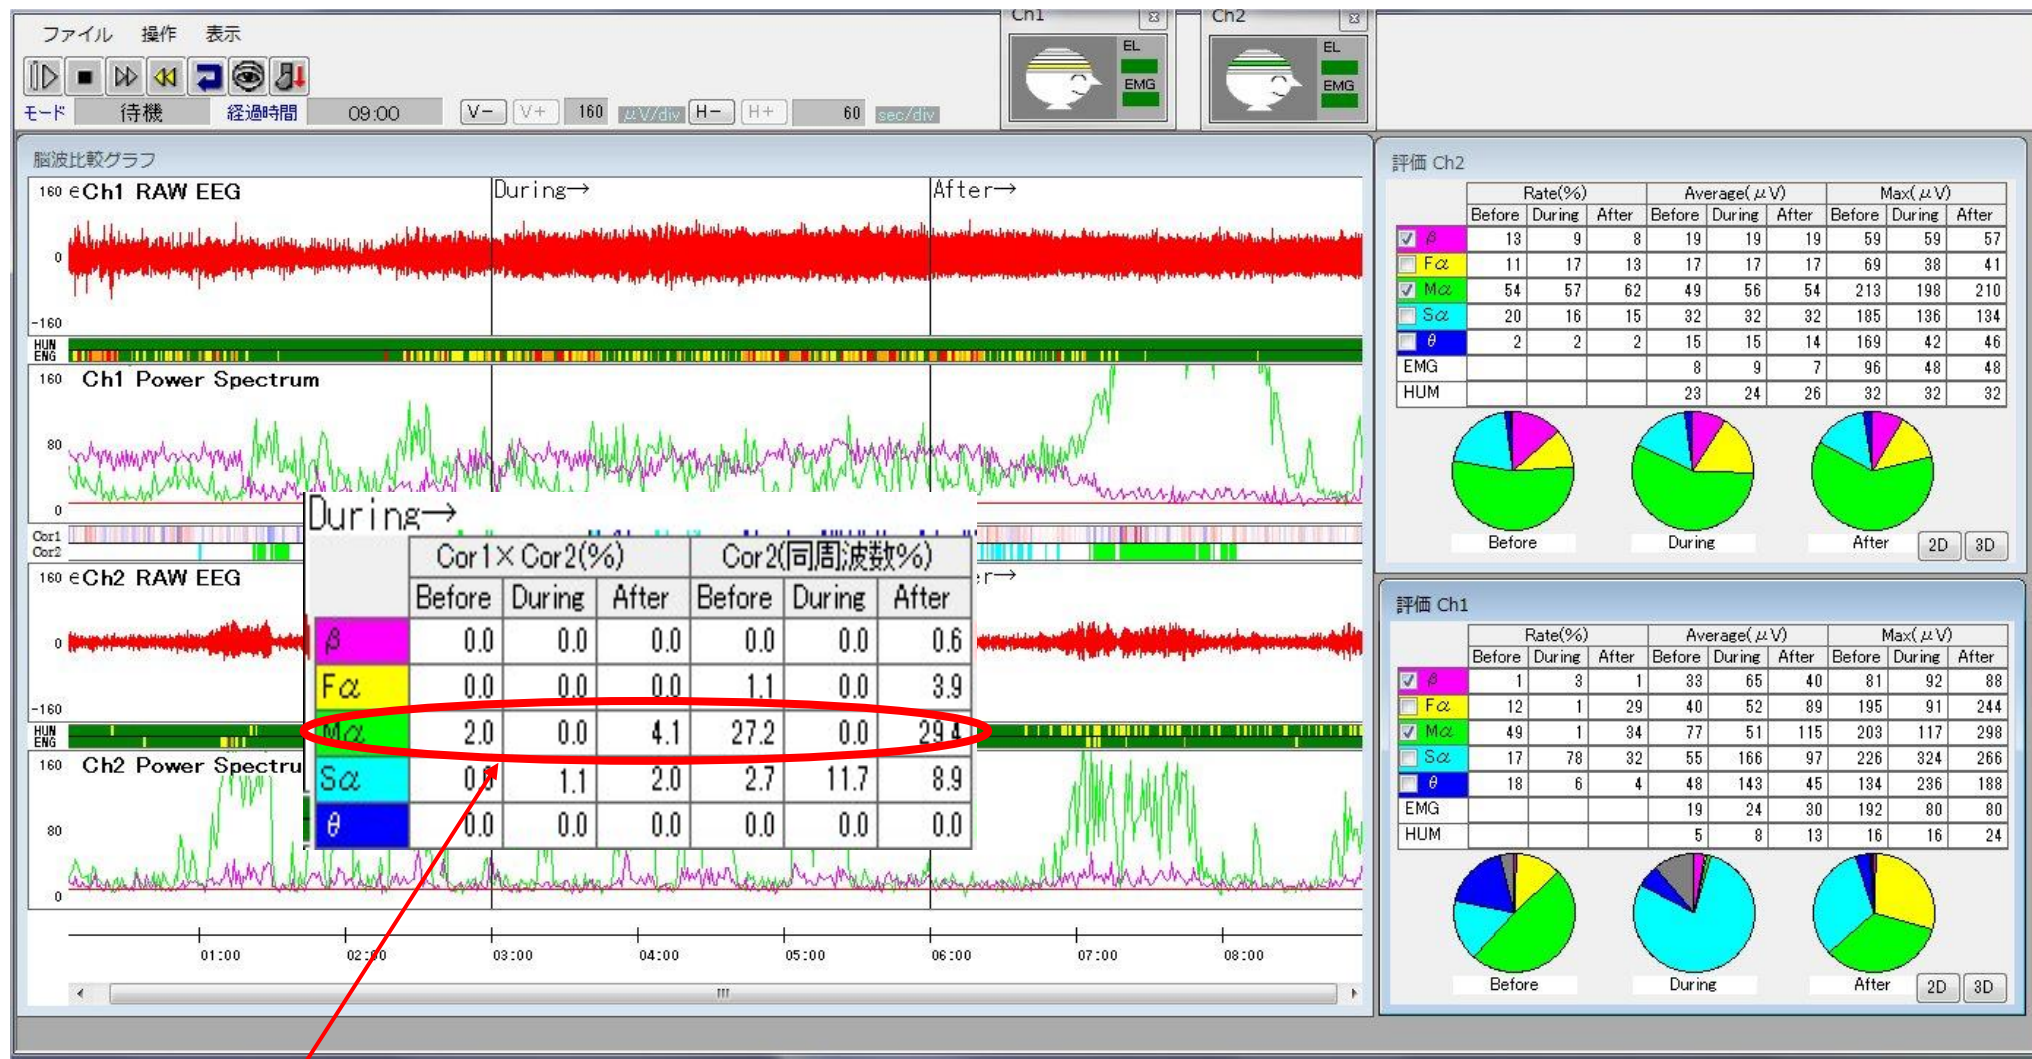 Ch1
Ch2
ファイル 操作 表示
EL
EMG
EL
EMG
モード 待機 経過時間 09:00 V- V+ 160 μV/div H- H+ 60 sec/div
脳波比較グラフ
160 eCh1 RAW EEG During→ After→
0
-160
HUN
ENG
160 Ch1 Power Spectrum
80
0
Cor1
Cor2
160 eCh2 RAW EEG
0
-160
HUN
ENG
160 Ch2 Power Spectru
80
0
01:00 02:00 03:00 04:00 05:00 06:00 07:00 08:00
During→
Cor1×Cor2(%) Cor2(同周波数%)
Before During After Before During After
β 0.0 0.0 0.0 0.0 0.0 0.6
Fα 0.0 0.0 0.0 1.1 0.0 3.9
Mα 2.0 0.0 4.1 27.2 0.0 29.4
Sα 1.1 2.0 2.7 11.7 8.9
θ 0.0 0.0 0.0 0.0 0.0 0.0
評価 Ch2
Rate(%) Average(μV) Max(μV)
Before During After Before During After Before During After
β 13 9 8 19 19 19 59 59 57
Fα 11 17 13 17 17 17 69 38 41
Mα 54 57 62 49 56 54 213 198 210
Sα 20 16 15 32 32 32 185 136 134
θ 2 2 2 15 15 14 169 42 46
EMG 8 9 7 96 48 48
HUM 23 24 26 32 32 32
Before During After 2D 3D
評価 Ch1
Rate(%) Average(μV) Max(μV)
Before During After Before During After Before During After
β 1 3 1 33 65 40 81 92 88
Fα 12 1 29 40 52 89 195 91 244
Mα 49 1 34 77 51 115 203 117 298
Sα 17 78 32 55 166 97 226 324 266
θ 18 6 4 48 143 45 134 236 188
EMG 19 24 30 192 80 80
HUM 5 8 13 16 16 24
Before During After 2D 3D